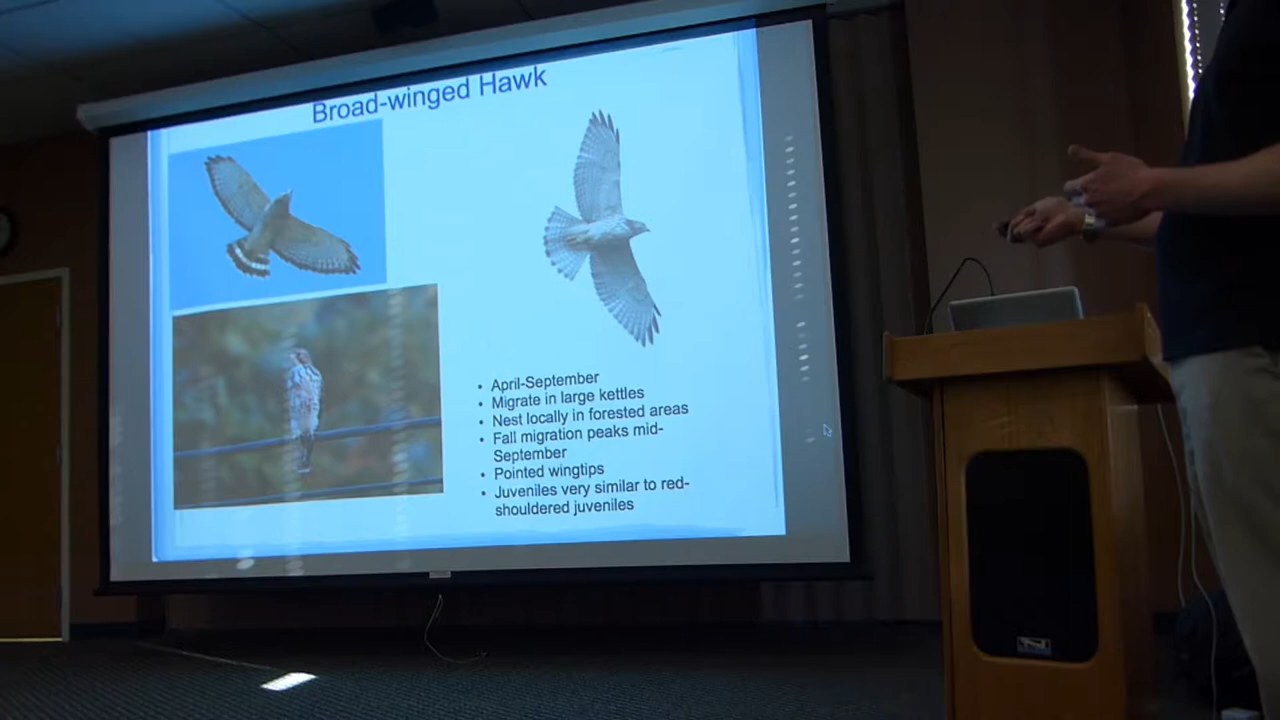 Broad-winged Hawk
• April-September
• Migrate in large kettles
• Nest locally in forested areas
• Fall migration peaks mid-
September
• Pointed wingtips
• Juveniles very similar to red-
shouldered juveniles